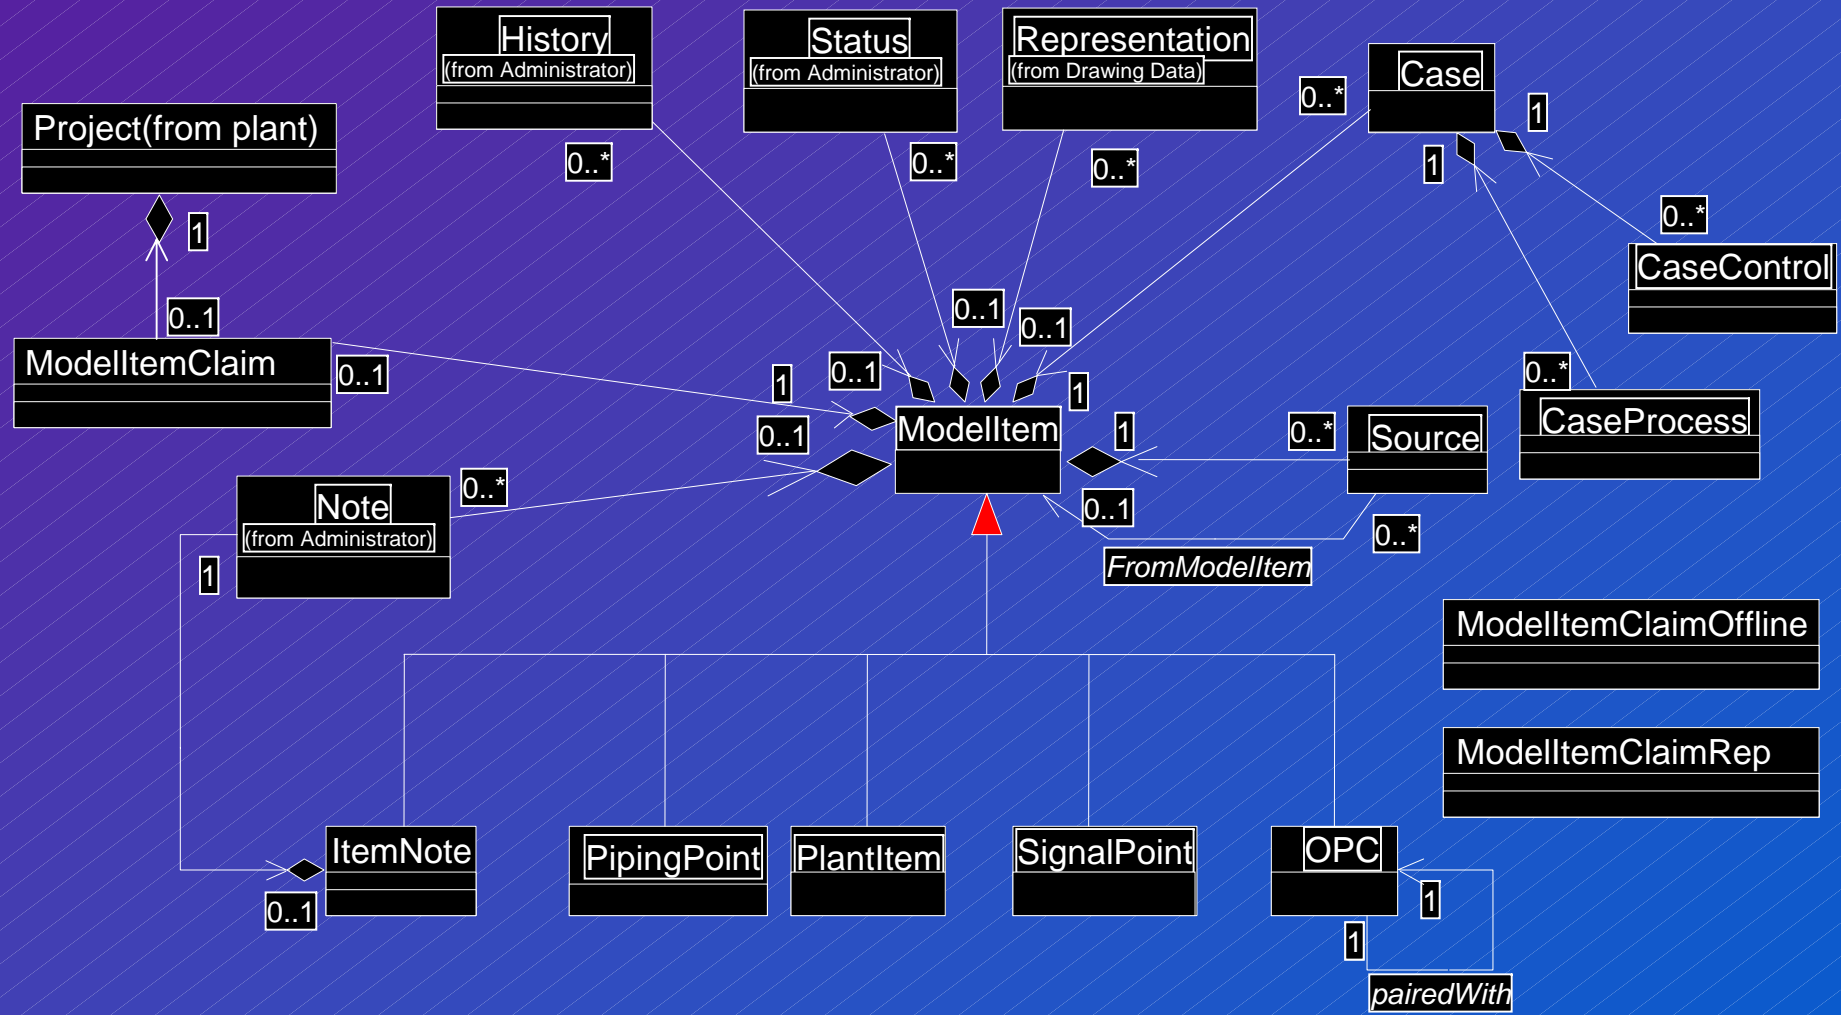 History
(from Administrator)
Status
(from Administrator)
Representation
(from Drawing Data)
Case
0..*
1
Project(from plant)
0..*
0..*
0..*
1
1
0..*
CaseControl
0..1
0..1
0..1
ModelItemClaim
0..1
1
0..1
1
0..*
CaseProcess
0..1
ModelItem
1
0..*
Source
Note
(from Administrator)
0..*
0..1
0..*
1
FromModelItem
ModelItemClaimOffline
ModelItemClaimRep
ItemNote
PipingPoint
PlantItem
SignalPoint
OPC
0..1
1
1
pairedWith